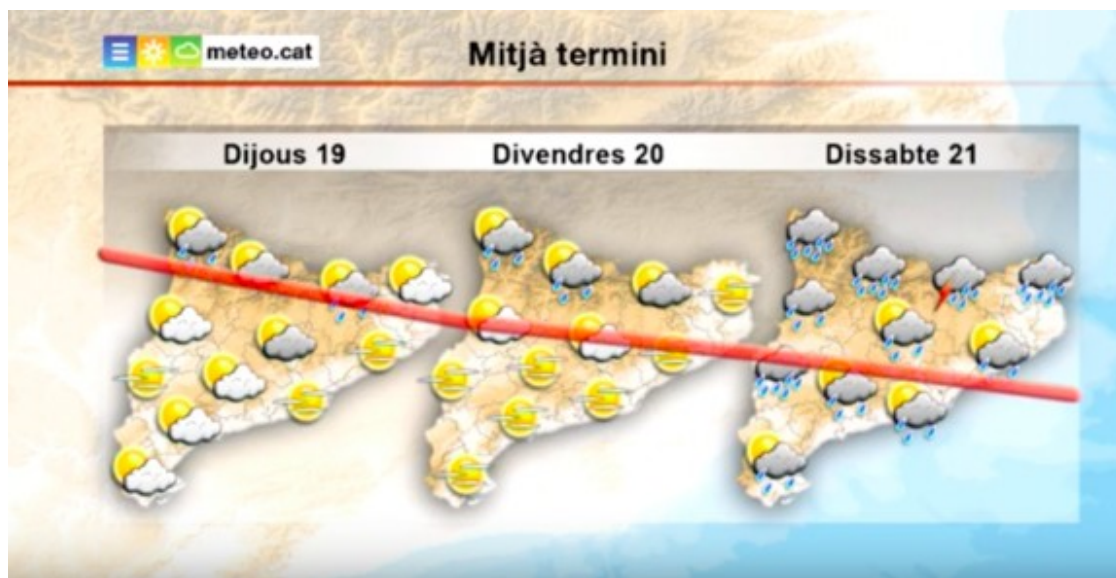 meteo.cat
Mitjà termini
Dijous 19
Divendres 20
Dissabte 21